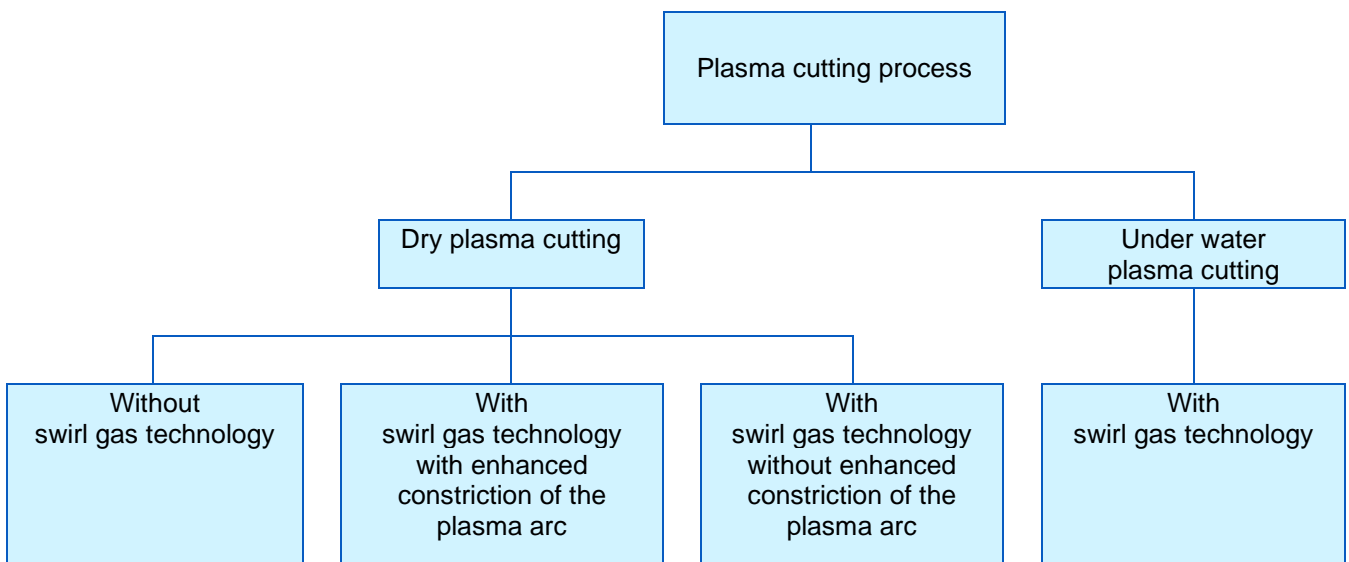 Plasma cutting process
Dry plasma cutting
Under water
plasma cutting
Without
swirl gas technology
With
swirl gas technology
with enhanced
constriction of the
plasma arc
With
swirl gas technology
without enhanced
constriction of the
plasma arc
With
swirl gas technology